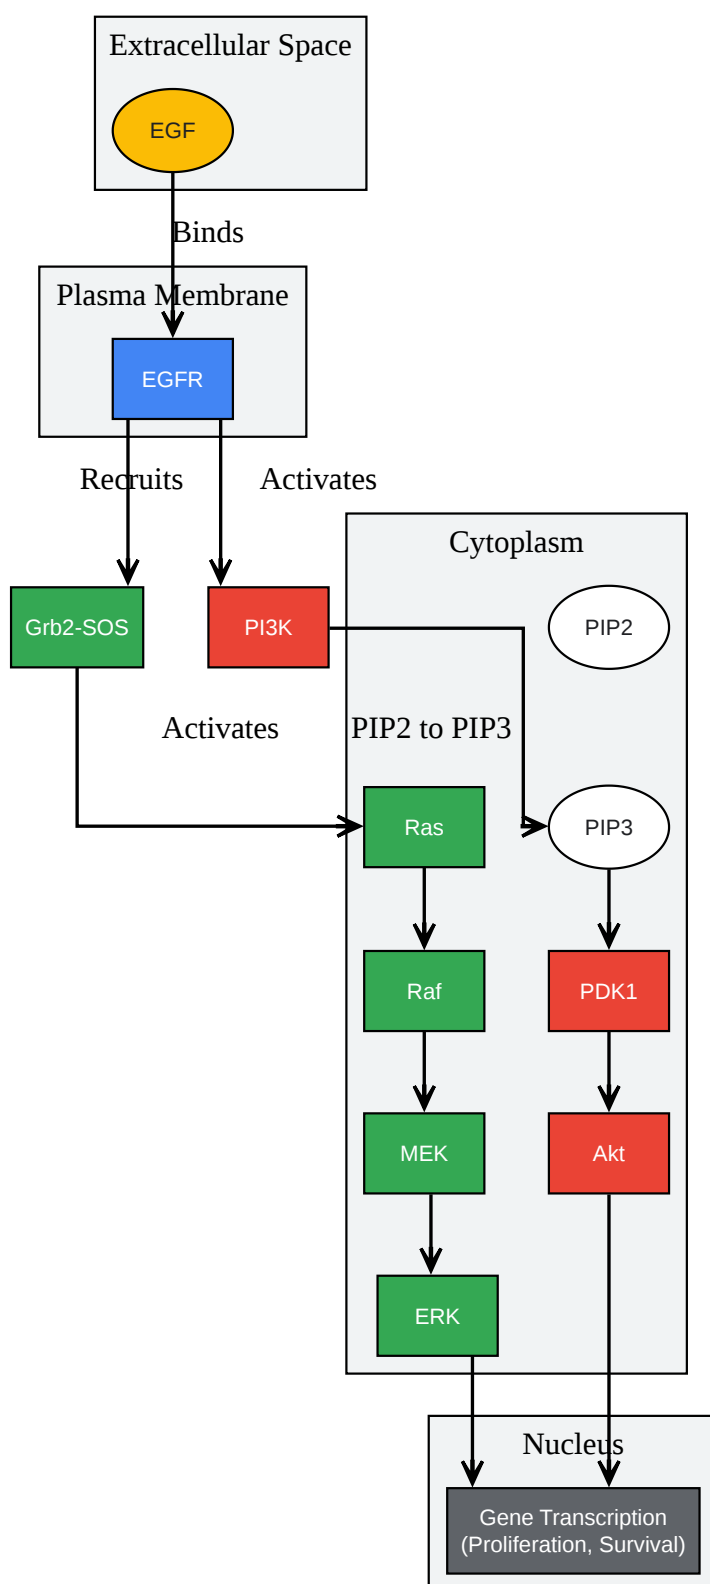 Extracellular Space
EGF
Binds
Plasma Membrane
EGFR
Recruits
Activates
Cytoplasm
Grb2-SOS
PI3K
PIP2
Activates
PIP2 to PIP3
Ras
PIP3
Raf
PDK1
MEK
Akt
ERK
Nucleus
Gene Transcription
(Proliferation, Survival)